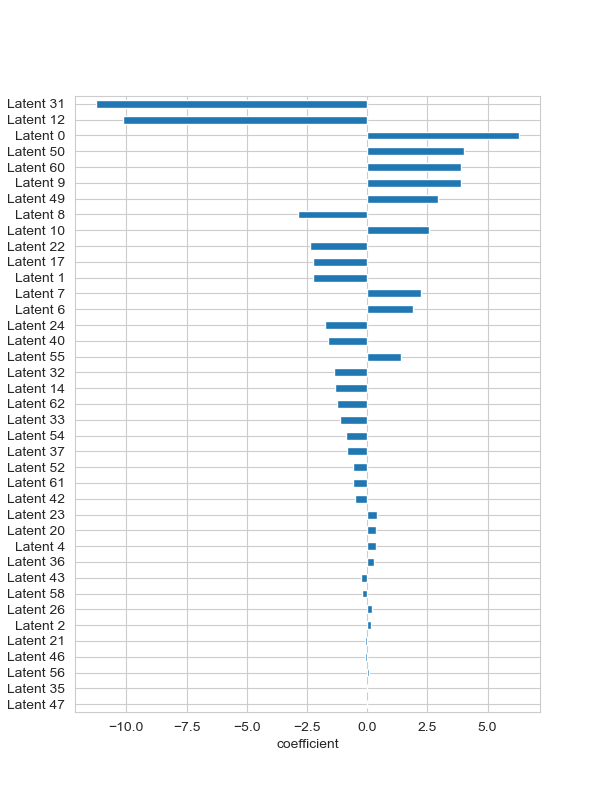 Latent 31
Latent 12
Latent 0
Latent 50
Latent 60
Latent 9
Latent 49
Latent 8
Latent 10
Latent 22
Latent 17
Latent 1
Latent 7
Latent 6
Latent 24
Latent 40
Latent 55
Latent 32
Latent 14
Latent 62
Latent 33
Latent 54
Latent 37
Latent 52
Latent 61
Latent 42
Latent 23
Latent 20
Latent 4
Latent 36
Latent 43
Latent 58
Latent 26
Latent 2
Latent 21
Latent 46
Latent 56
Latent 35
Latent 47
−10.0 −7.5 −5.0 −2.5 0.0 2.5 5.0
coefficient